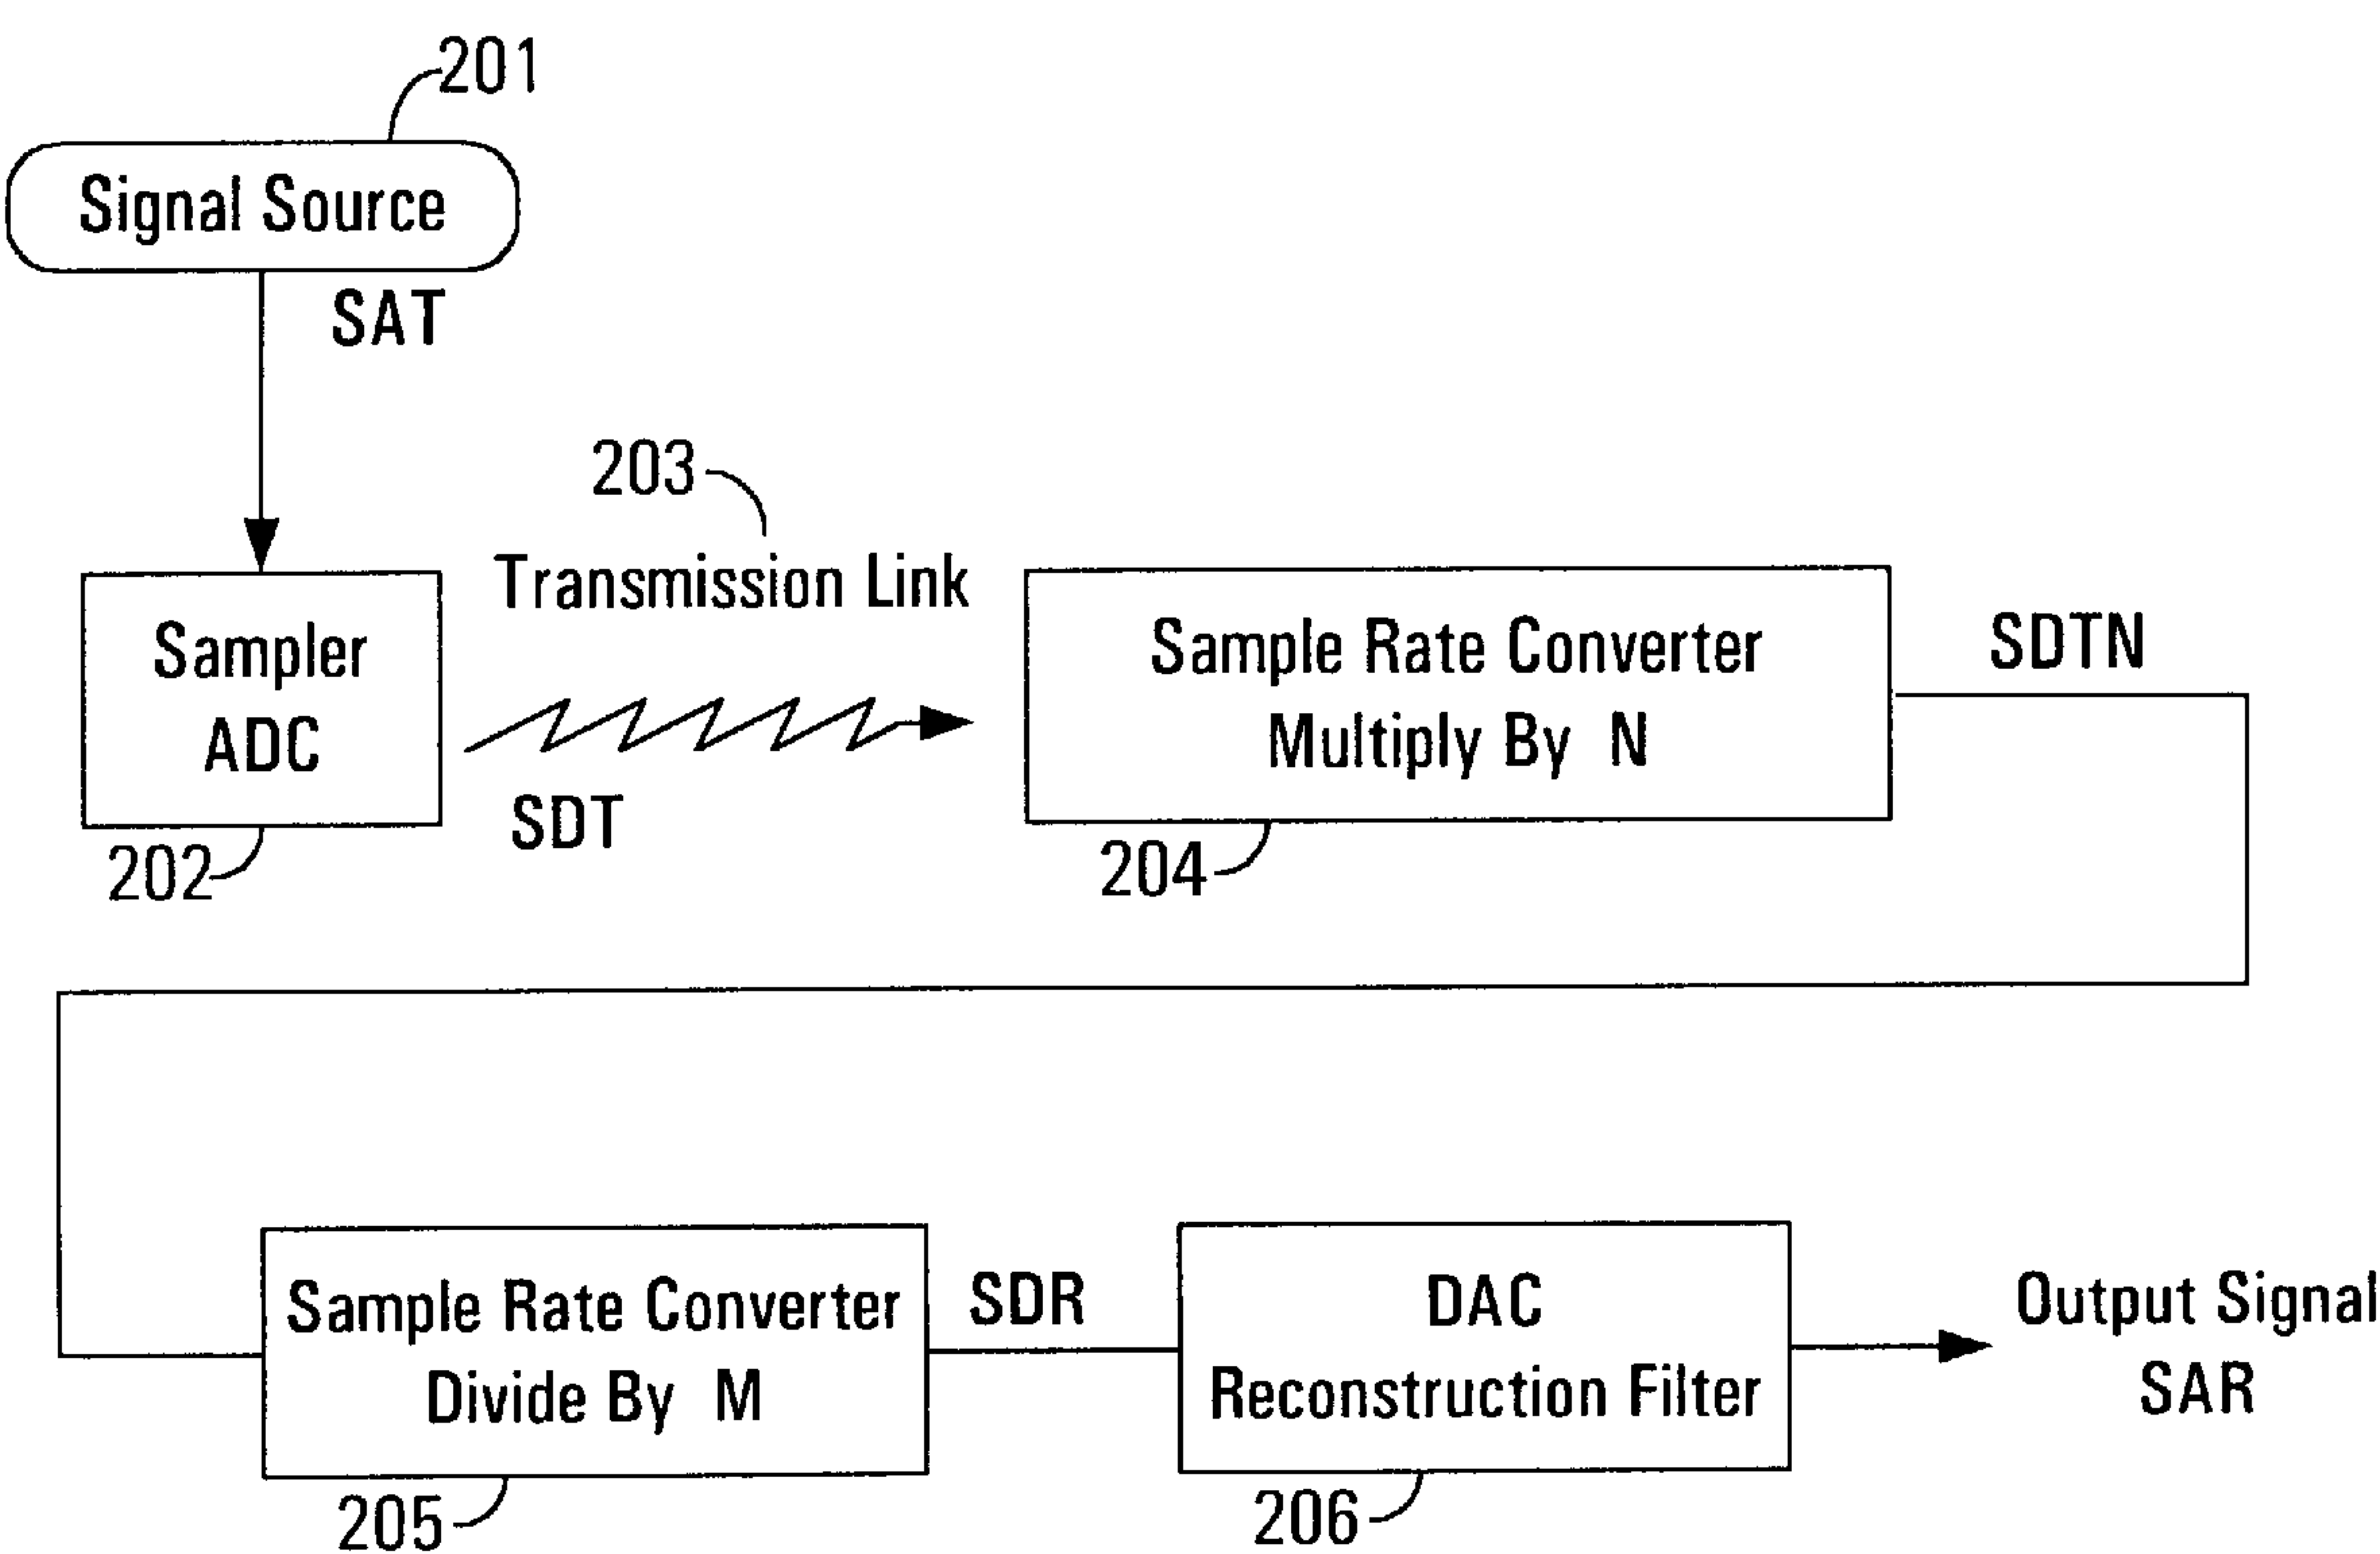 201
Signal Source
SAT
203
Transmission Link
Sampler
ADC
SDT
202
Sample Rate Converter
Multiply By N
204
SDTN
Sample Rate Converter
Divide By M
205
SDR
DAC
Reconstruction Filter
206
Output Signal
SAR